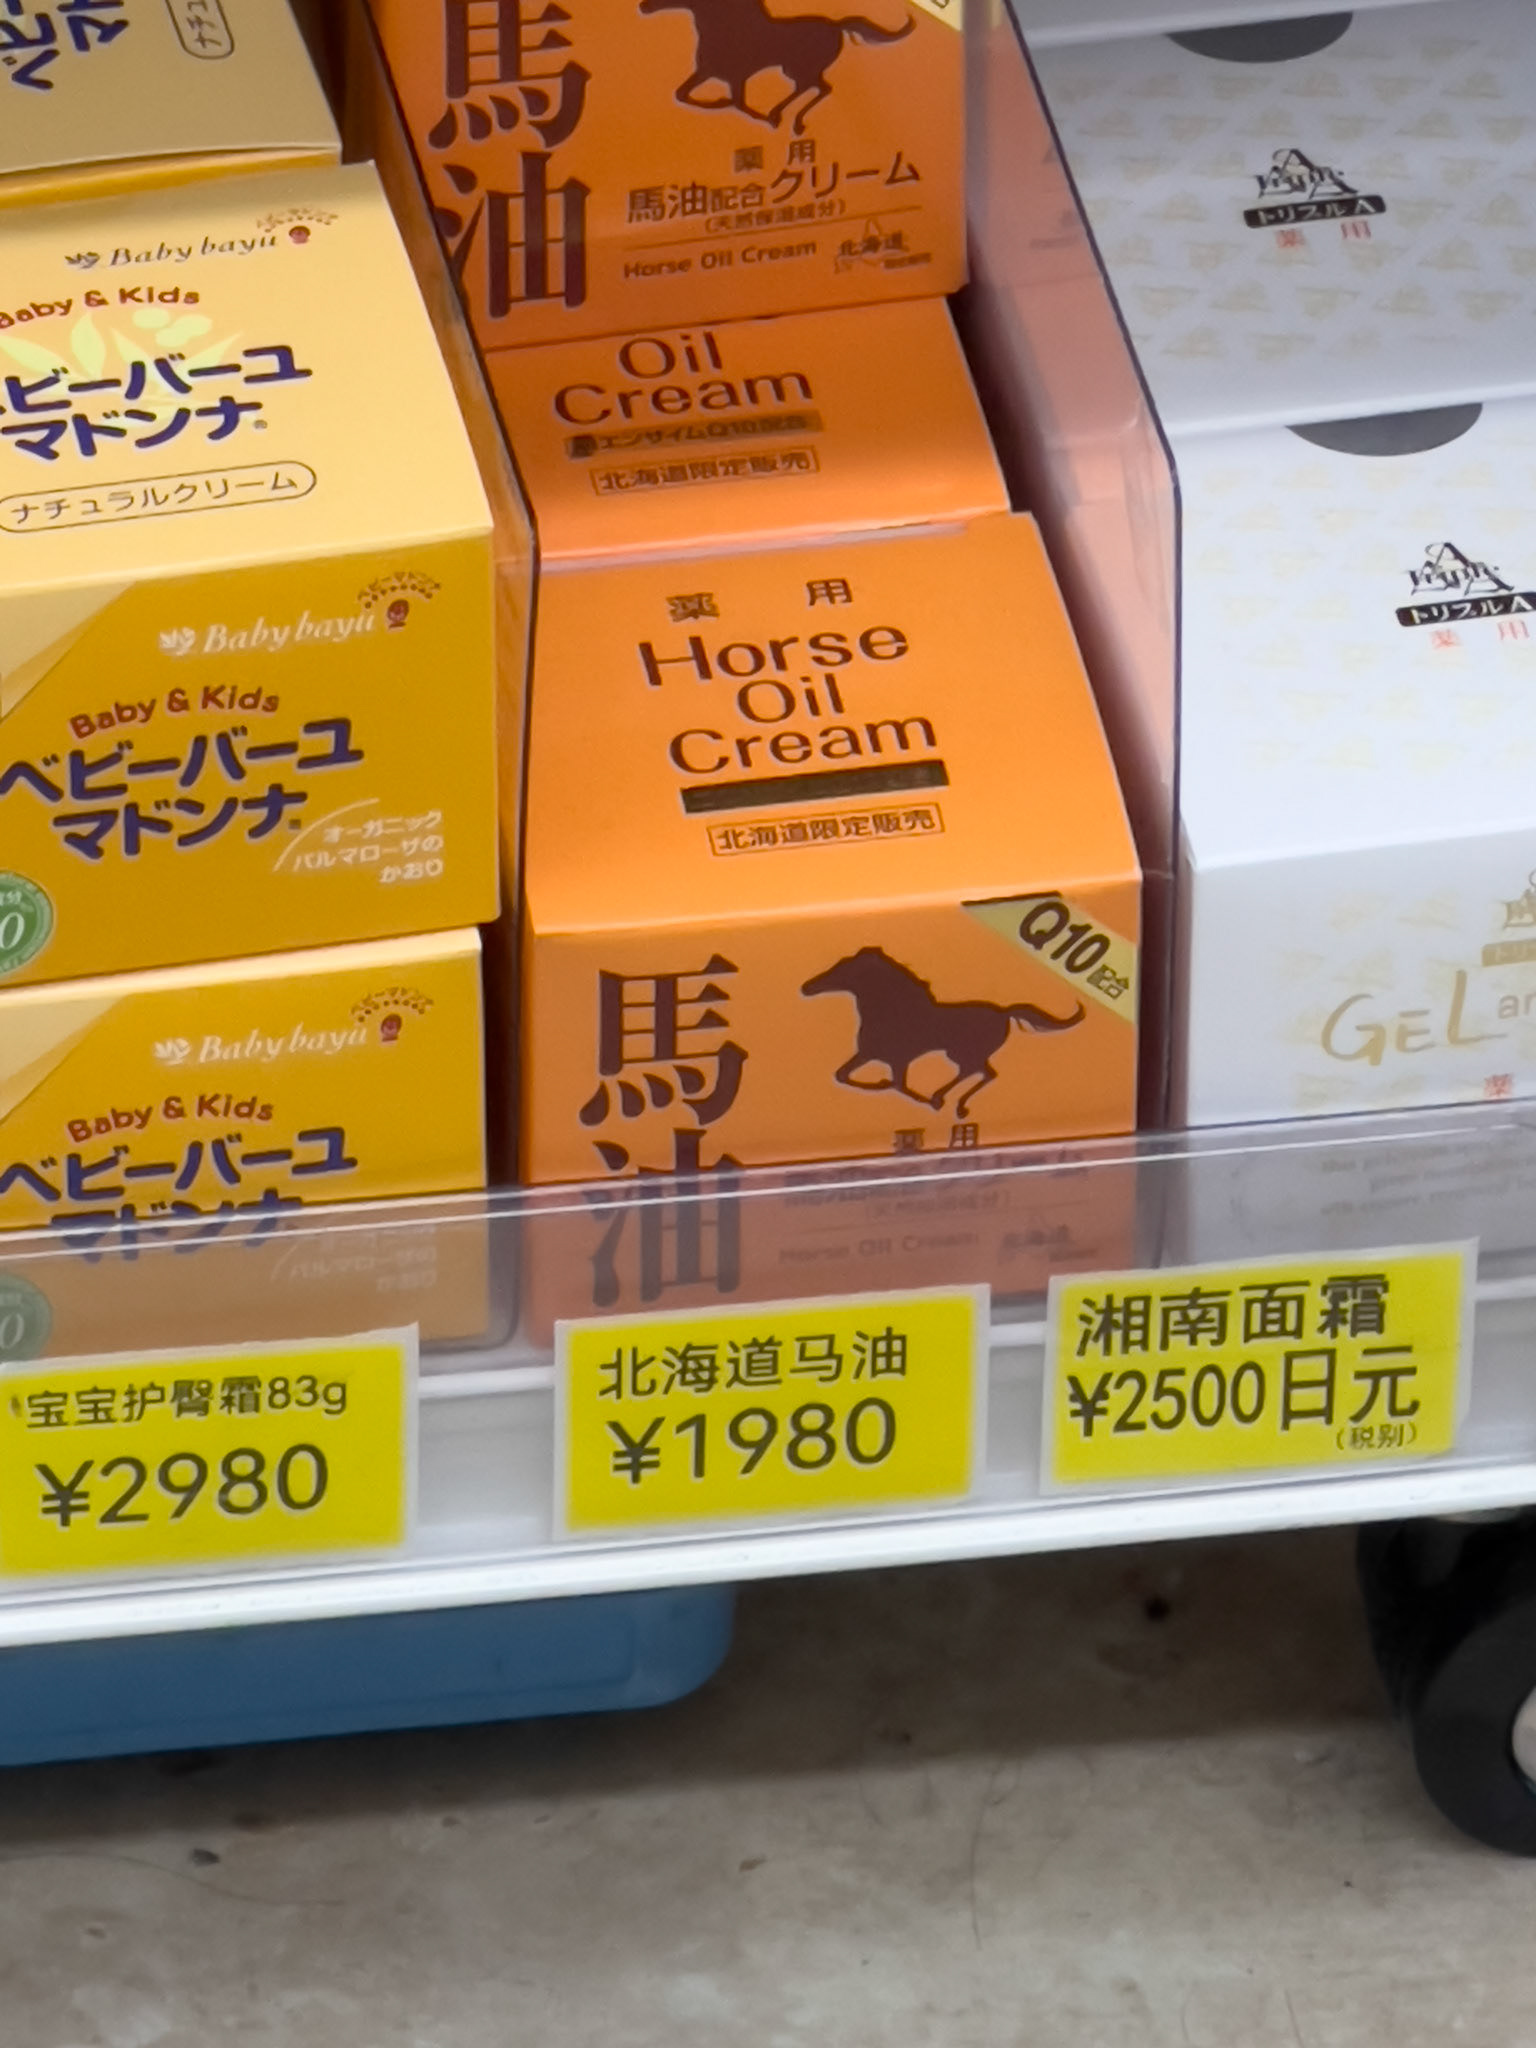 Baby bayu
Baby & Kids
ベビーバーユ
マドンナ
ナチュラルクリーム
Baby bayu
Baby & Kids
ベビーバーユ
マドンナ
オーガニック
パルマローザの
かおり
Baby bayu
Baby & Kids
ベビーバーユ
マドンナ
馬油
薬用
馬油配合クリーム
(天然保湿成分)
Horse Oil Cream
北海道
Oil
Cream
北海道限定販売
薬用
Horse
Oil
Cream
北海道限定販売
Q10配合
馬油
薬用
Horse Oil Cream
トリプルA
薬用
トリプルA
薬用
GEL
薬
宝宝护臀霜83g
¥2980
北海道马油
¥1980
湘南面霜
¥2500日元
(税别)